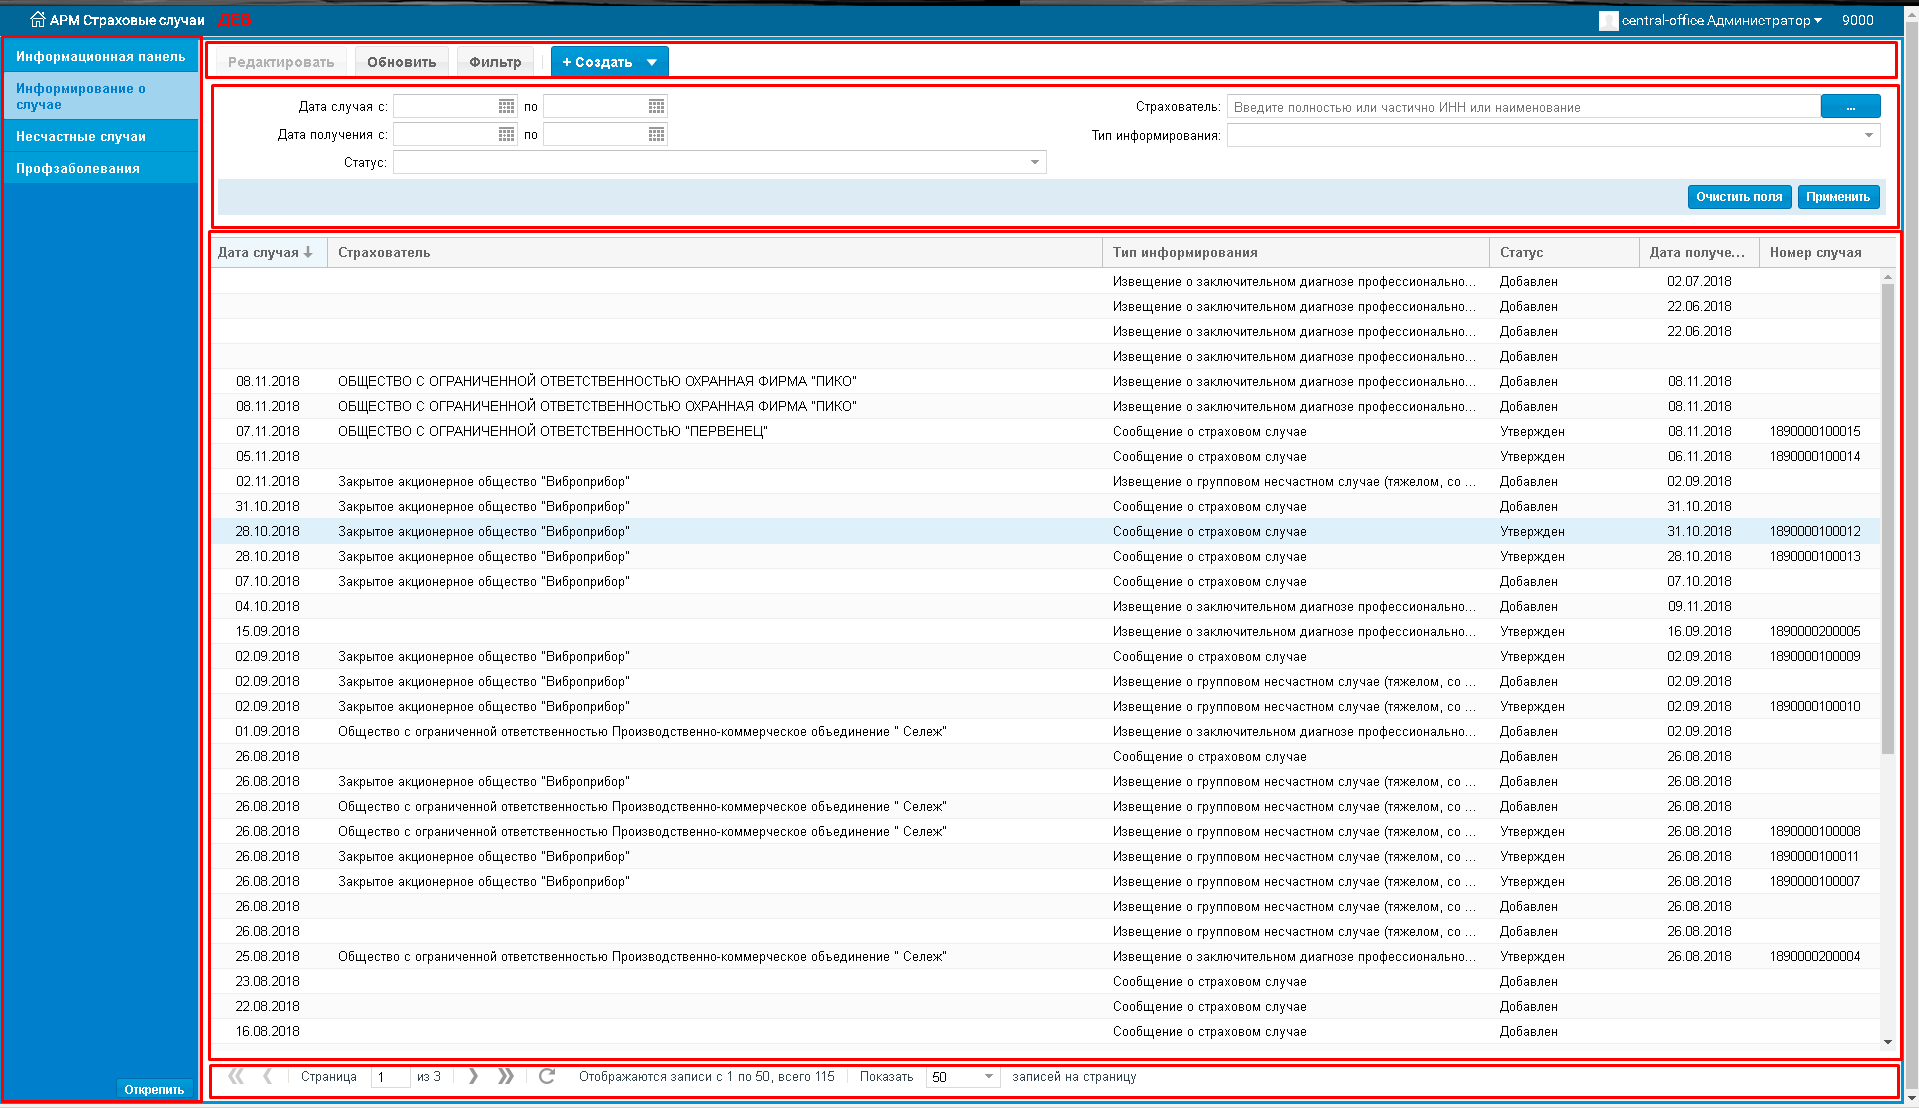 АРМ Страховые случаи ДЕВ central-office Администратор 9000
Информационная панель
Информирование о
случае
Несчастные случаи
Профзаболевания
Открепить
Редактировать Обновить Фильтр + Создать
Дата случая с: по Страхователь: Введите полностью или частично ИНН или наименование ...
Дата получения с: по Тип информирования:
Статус:
Очистить поля Применить
Дата случая Страхователь Тип информирования Статус Дата получе... Номер случая
Извещение о заключительном диагнозе профессионально... Добавлен 02.07.2018
Извещение о заключительном диагнозе профессионально... Добавлен 22.06.2018
Извещение о заключительном диагнозе профессионально... Добавлен 22.06.2018
Извещение о заключительном диагнозе профессионально... Добавлен
08.11.2018 ОБЩЕСТВО С ОГРАНИЧЕННОЙ ОТВЕТСТВЕННОСТЬЮ ОХРАННАЯ ФИРМА "ПИКО" Извещение о заключительном диагнозе профессионально... Добавлен 08.11.2018
08.11.2018 ОБЩЕСТВО С ОГРАНИЧЕННОЙ ОТВЕТСТВЕННОСТЬЮ ОХРАННАЯ ФИРМА "ПИКО" Извещение о заключительном диагнозе профессионально... Добавлен 08.11.2018
07.11.2018 ОБЩЕСТВО С ОГРАНИЧЕННОЙ ОТВЕТСТВЕННОСТЬЮ "ПЕРВЕНЕЦ" Сообщение о страховом случае Утвержден 08.11.2018 1890000100015
05.11.2018 Сообщение о страховом случае Утвержден 06.11.2018 1890000100014
02.11.2018 Закрытое акционерное общество "Виброприбор" Извещение о групповом несчастном случае (тяжелом, со ... Добавлен 02.09.2018
31.10.2018 Закрытое акционерное общество "Виброприбор" Сообщение о страховом случае Добавлен 31.10.2018
28.10.2018 Закрытое акционерное общество "Виброприбор" Сообщение о страховом случае Утвержден 31.10.2018 1890000100012
28.10.2018 Закрытое акционерное общество "Виброприбор" Сообщение о страховом случае Утвержден 28.10.2018 1890000100013
07.10.2018 Закрытое акционерное общество "Виброприбор" Сообщение о страховом случае Добавлен 07.10.2018
04.10.2018 Извещение о заключительном диагнозе профессионально... Добавлен 09.11.2018
15.09.2018 Извещение о заключительном диагнозе профессионально... Утвержден 16.09.2018 1890000200005
02.09.2018 Закрытое акционерное общество "Виброприбор" Сообщение о страховом случае Утвержден 02.09.2018 1890000100009
02.09.2018 Закрытое акционерное общество "Виброприбор" Извещение о групповом несчастном случае (тяжелом, со ... Добавлен 02.09.2018
02.09.2018 Закрытое акционерное общество "Виброприбор" Извещение о групповом несчастном случае (тяжелом, со ... Утвержден 02.09.2018 1890000100010
01.09.2018 Общество с ограниченной ответственностью Производственно-коммерческое объединение " Сележ" Извещение о заключительном диагнозе профессионально... Добавлен 02.09.2018
26.08.2018 Сообщение о страховом случае Добавлен 26.08.2018
26.08.2018 Закрытое акционерное общество "Виброприбор" Извещение о групповом несчастном случае (тяжелом, со ... Добавлен 26.08.2018
26.08.2018 Общество с ограниченной ответственностью Производственно-коммерческое объединение " Сележ" Извещение о групповом несчастном случае (тяжелом, со ... Добавлен 26.08.2018
26.08.2018 Общество с ограниченной ответственностью Производственно-коммерческое объединение " Сележ" Извещение о групповом несчастном случае (тяжелом, со ... Утвержден 26.08.2018 1890000100008
26.08.2018 Закрытое акционерное общество "Виброприбор" Извещение о групповом несчастном случае (тяжелом, со ... Утвержден 26.08.2018 1890000100011
26.08.2018 Закрытое акционерное общество "Виброприбор" Извещение о групповом несчастном случае (тяжелом, со ... Утвержден 26.08.2018 1890000100007
26.08.2018 Извещение о групповом несчастном случае (тяжелом, со ... Добавлен 26.08.2018
26.08.2018 Извещение о групповом несчастном случае (тяжелом, со ... Добавлен 26.08.2018
25.08.2018 Общество с ограниченной ответственностью Производственно-коммерческое объединение " Сележ" Извещение о заключительном диагнозе профессионально... Утвержден 26.08.2018 1890000200004
23.08.2018 Сообщение о страховом случае Добавлен
22.08.2018 Сообщение о страховом случае Добавлен
16.08.2018 Сообщение о страховом случае Добавлен
Страница 1 из 3 Отображаются записи с 1 по 50, всего 115 Показать 50 записей на страницу